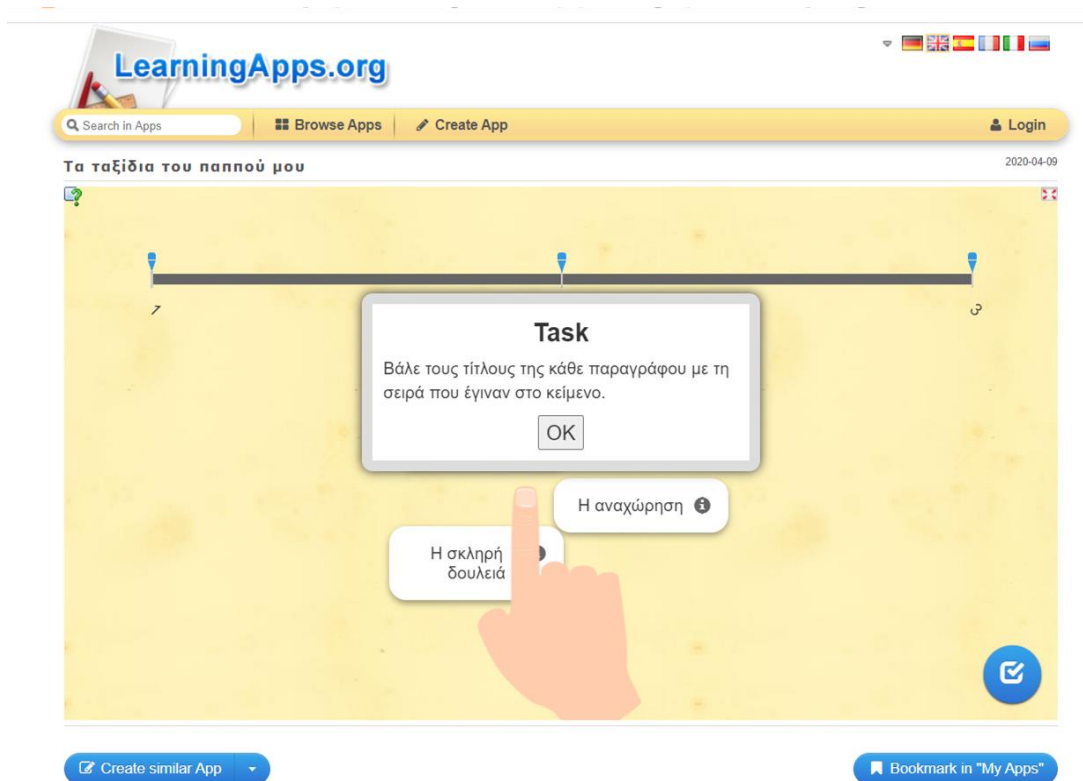 LearningApps.org
Search in Apps
Browse Apps
Create App
Login
Τα ταξίδια του παππού μου
2020-04-09
1
3
Task
Βάλε τους τίτλους της κάθε παραγράφου με τη
σειρά που έγιναν στο κείμενο.
OK
Η αναχώρηση
Η σκληρή
δουλειά
Create similar App
Bookmark in "My Apps"